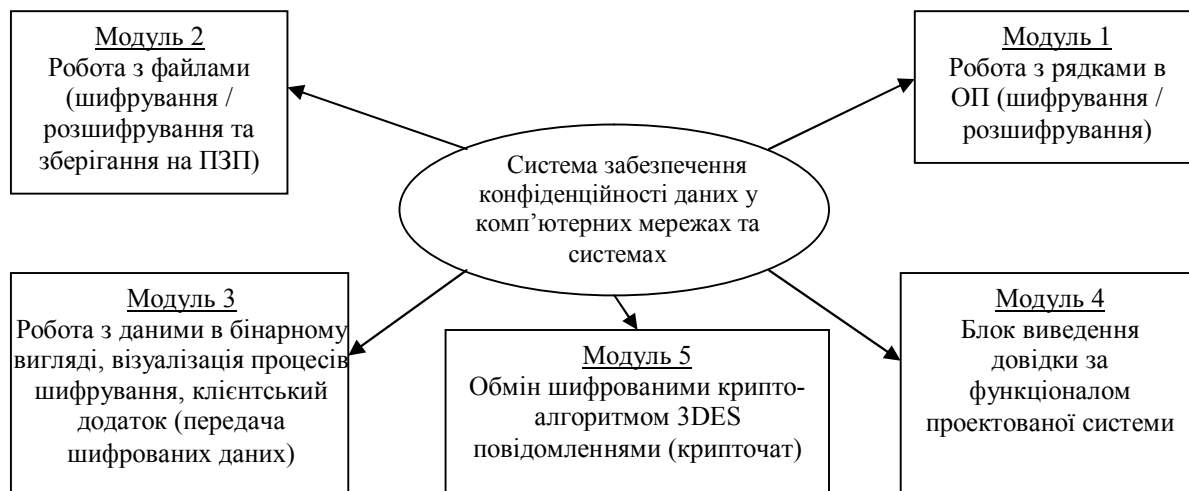 Модуль 2
Робота з файлами
(шифрування /
розшифрування та
зберігання на ПЗП)
Модуль 1
Робота з рядками в
ОП (шифрування /
розшифрування)
Система забезпечення
конфіденційності даних у
комп’ютерних мережах та
системах
Модуль 3
Робота з даними в бінарному
вигляді, візуалізація процесів
шифрування, клієнтський
додаток (передача
шифрованих даних)
Модуль 5
Обмін шифрованими крипто-
алгоритмом 3DES
повідомленнями (крипточат)
Модуль 4
Блок виведення
довідки за
функціоналом
проектованої системи